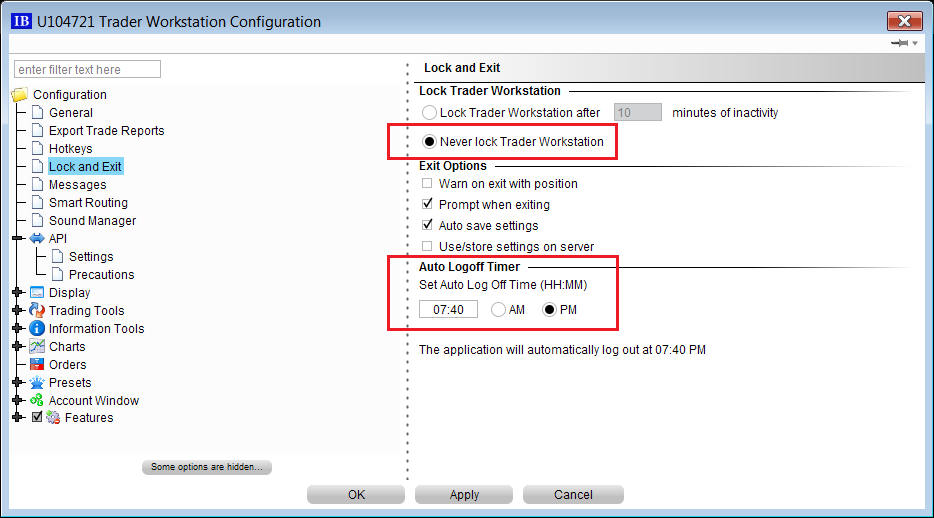 IB U104721 Trader Workstation Configuration
enter filter text here
Configuration
General
Export Trade Reports
Hotkeys
Lock and Exit
Messages
Smart Routing
Sound Manager
API
Settings
Precautions
Display
Trading Tools
Information Tools
Charts
Orders
Presets
Account Window
Features
Some options are hidden...
Lock and Exit
Lock Trader Workstation
Lock Trader Workstation after 10 minutes of inactivity
Never lock Trader Workstation
Exit Options
Warn on exit with position
Prompt when exiting
Auto save settings
Use/store settings on server
Auto Logoff Timer
Set Auto Log Off Time (HH:MM)
07:40 AM PM
The application will automatically log out at 07:40 PM
OK Apply Cancel